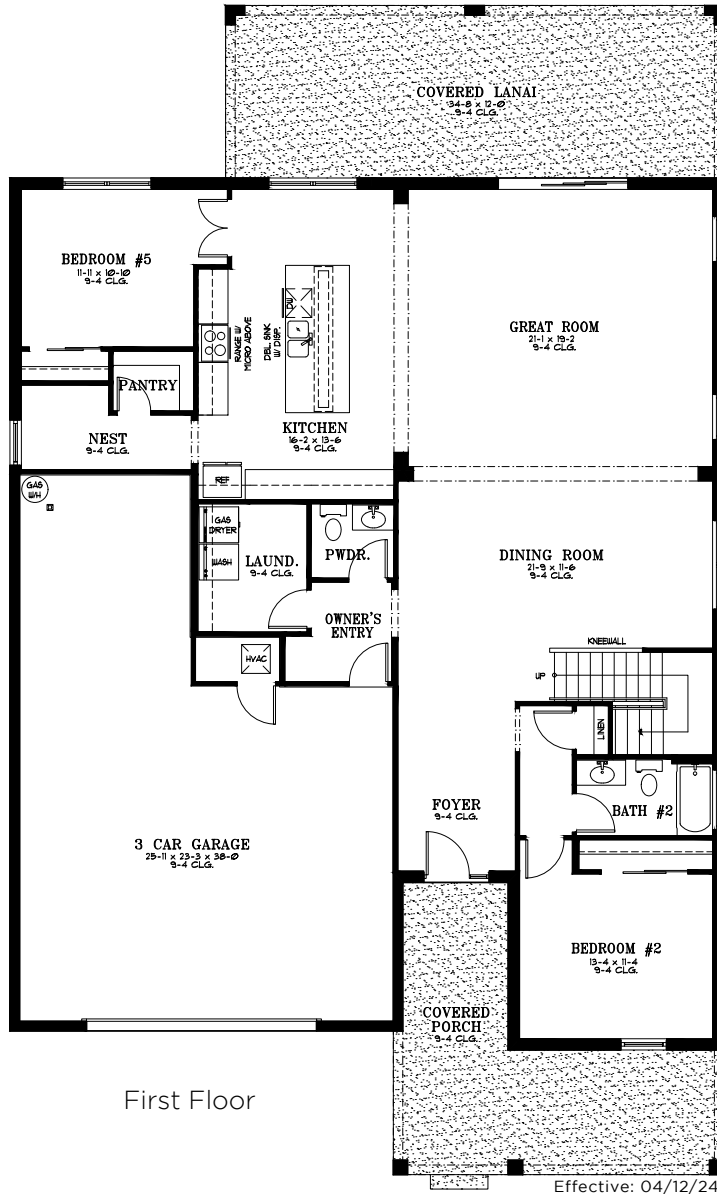 COVERED LANAI
34-8 x 12-0
9-4 CLG.
BEDROOM #5
11-11 x 10-10
9-4 CLG.
GREAT ROOM
21-1 x 19-2
9-4 CLG.
RANGE W/
MICRO ABOVE
DBL. SINK
W/ DISP.
DW
PANTRY
KITCHEN
16-2 x 13-6
9-4 CLG.
NEST
9-4 CLG.
REF
GAS
W/H
GAS
DRYER
WASH
LAUND.
9-4 CLG.
PWDR.
DINING ROOM
21-9 x 11-6
9-4 CLG.
OWNER'S
ENTRY
HVAC
KNEEWALL
UP
LINEN
FOYER
9-4 CLG.
BATH #2
3 CAR GARAGE
25-11 x 23-3 x 38-0
9-4 CLG.
BEDROOM #2
13-4 x 11-4
9-4 CLG.
COVERED
PORCH
9-4 CLG.
First Floor
Effective: 04/12/24